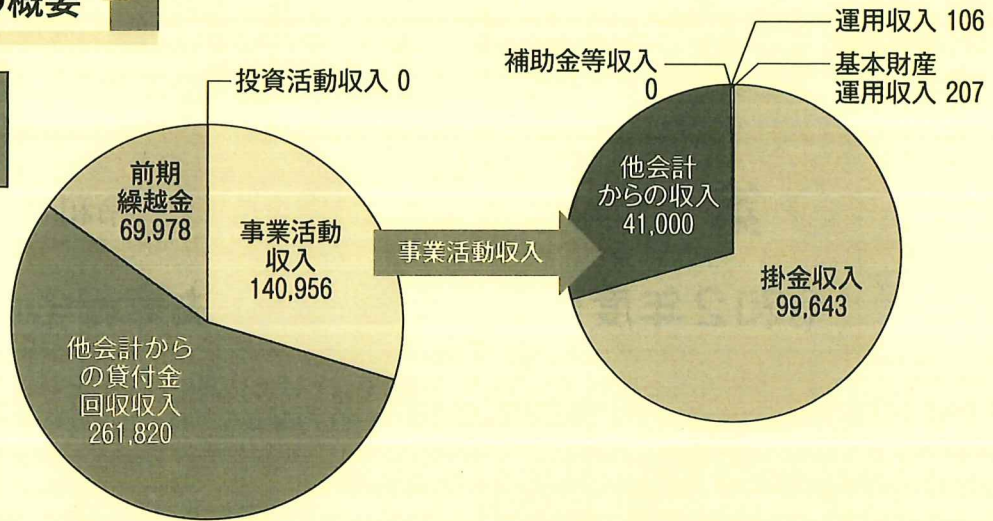 概要
投資活動収入 0
前期
繰越金
69,978
事業活動
収入
140,956
他会計から
の貸付金
回収収入
261,820
事業活動収入
運用収入 106
補助金等収入
0
基本財産
運用収入 207
他会計
からの収入
41,000
掛金収入
99,643